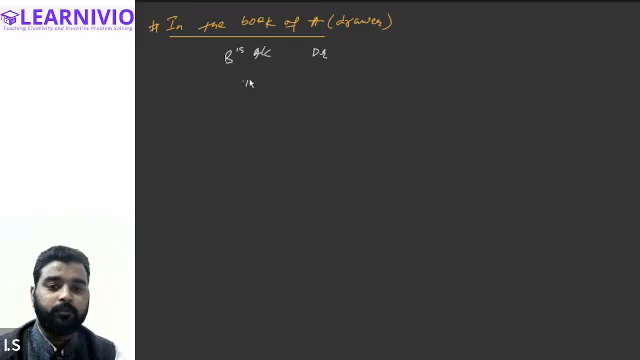 LEARNIVIO
Teaching Creativity and Inventive Problem Solving
# In the book of A (drawer)
B's A/c Dr
I.S